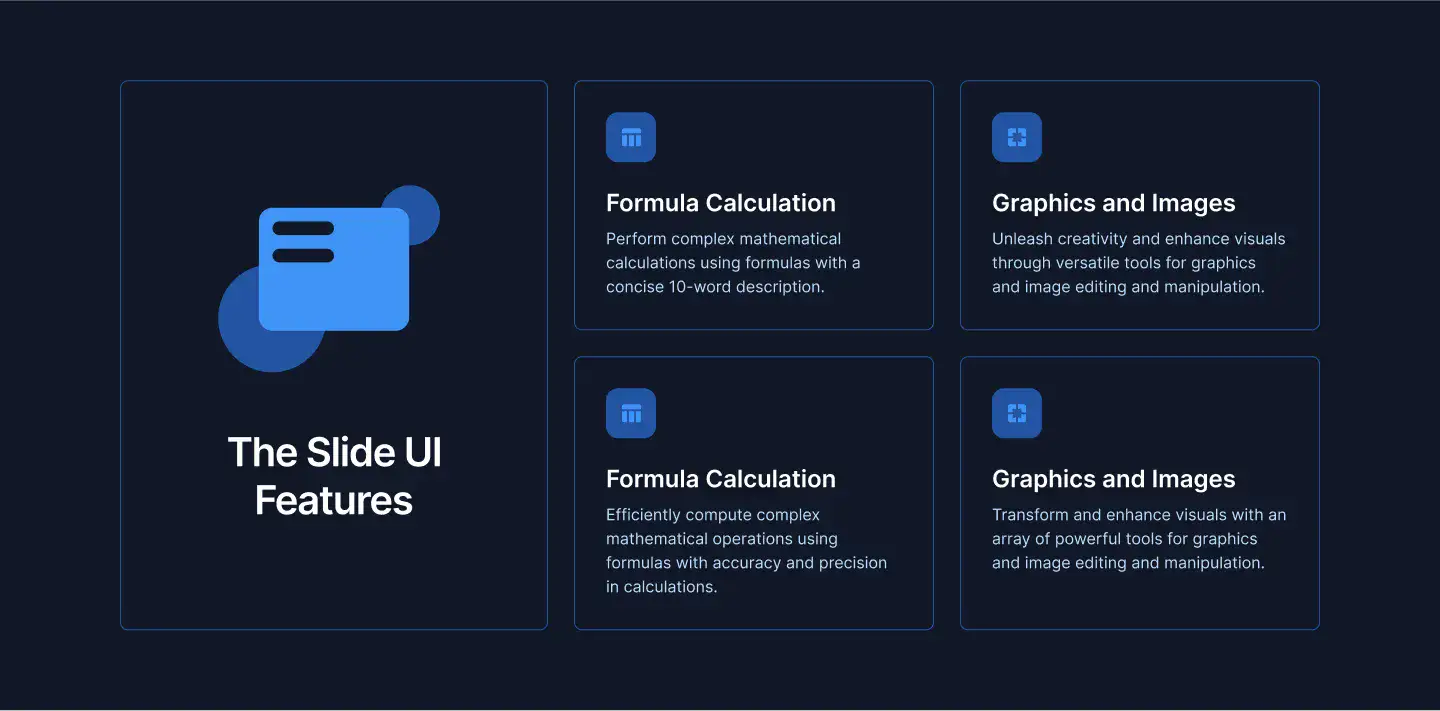 The Slide UI
Features
Formula Calculation
Perform complex mathematical
calculations using formulas with a
concise 10-word description.
Graphics and Images
Unleash creativity and enhance visuals
through versatile tools for graphics
and image editing and manipulation.
Formula Calculation
Efficiently compute complex
mathematical operations using
formulas with accuracy and precision
in calculations.
Graphics and Images
Transform and enhance visuals with an
array of powerful tools for graphics
and image editing and manipulation.